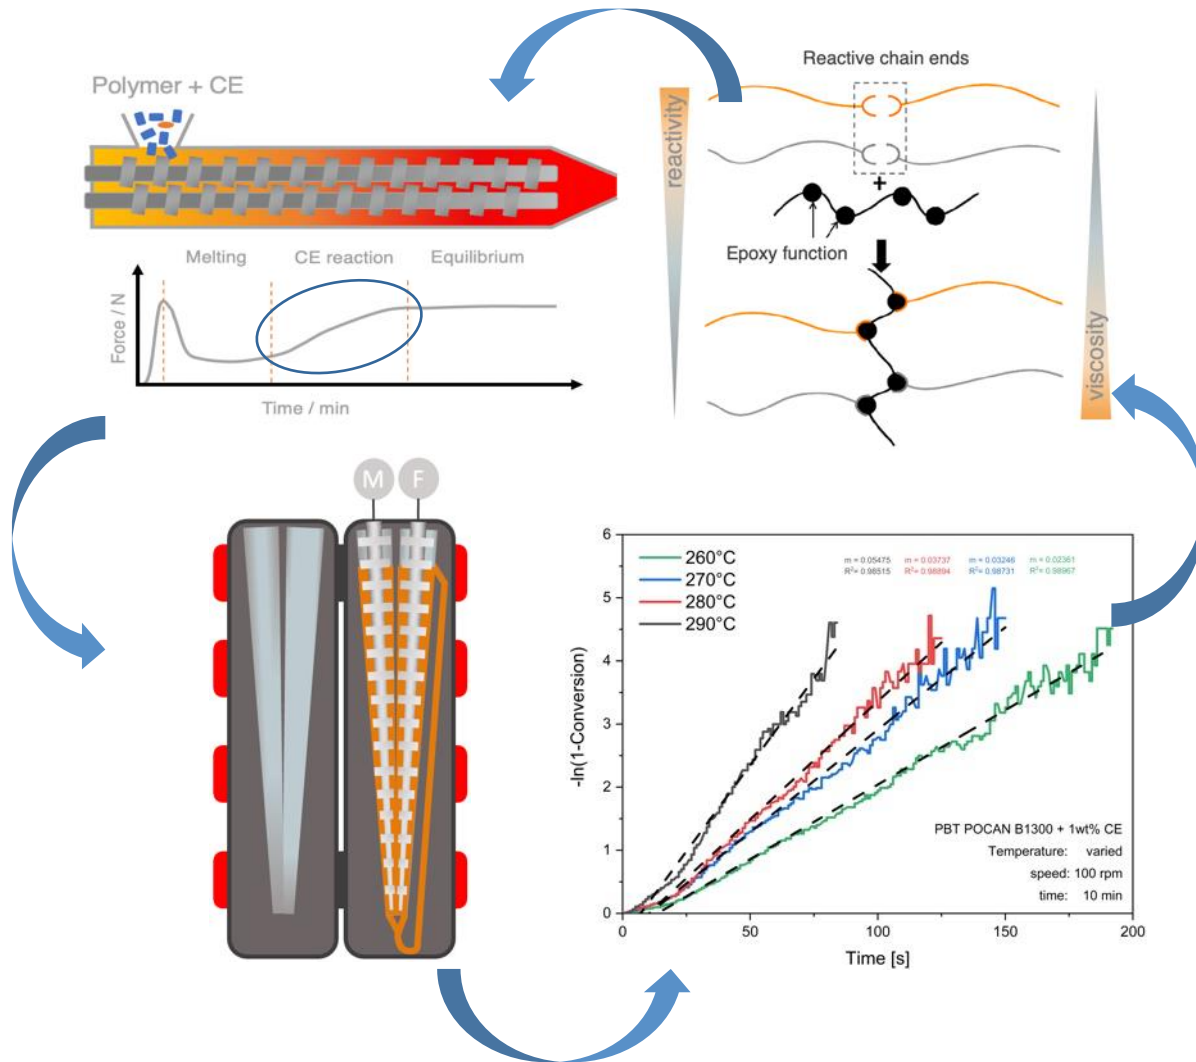 Polymer + CE
Melting
CE reaction
Equilibrium
Force / N
Time / min
Reactive chain ends
reactivity
+
Epoxy function
viscosity
M
F
6
5
4
3
2
1
0
-ln(1-Conversion)
260°C
270°C
280°C
290°C
m = 0.05475
R²= 0.98515
m = 0.03737
R²= 0.98894
m = 0.03246
R²= 0.98731
m = 0.02361
R²= 0.98967
PBT POCAN B1300 + 1wt% CE
Temperature: varied
speed: 100 rpm
time: 10 min
0 50 100 150 200
Time [s]